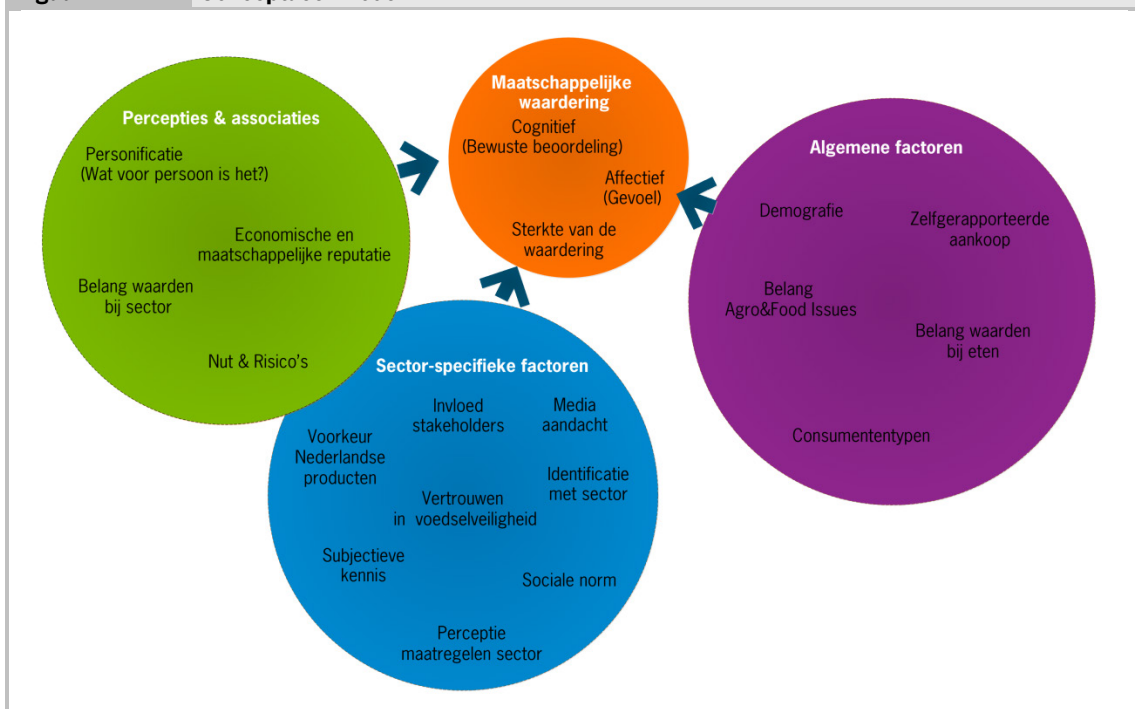 Percepties & associaties
Personificatie
(Wat voor persoon is het?)
Economische en
maatschappelijke reputatie
Belang waarden
bij sector
Nut & Risico's
Maatschappelijke
waardering
Cognitief
(Bewuste beoordeling)
Affectief
(Gevoel)
Sterkte van de
waardering
Algemene factoren
Demografie
Zelfgerapporteerde
aankoop
Belang
Agro&Food Issues
Belang waarden
bij eten
Consumententypen
Sector-specifieke factoren
Invloed
stakeholders
Media
aandacht
Voorkeur
Nederlandse
producten
Identificatie
met sector
Vertrouwen
in voedselveiligheid
Subjectieve
kennis
Sociale norm
Perceptie
maatregelen sector